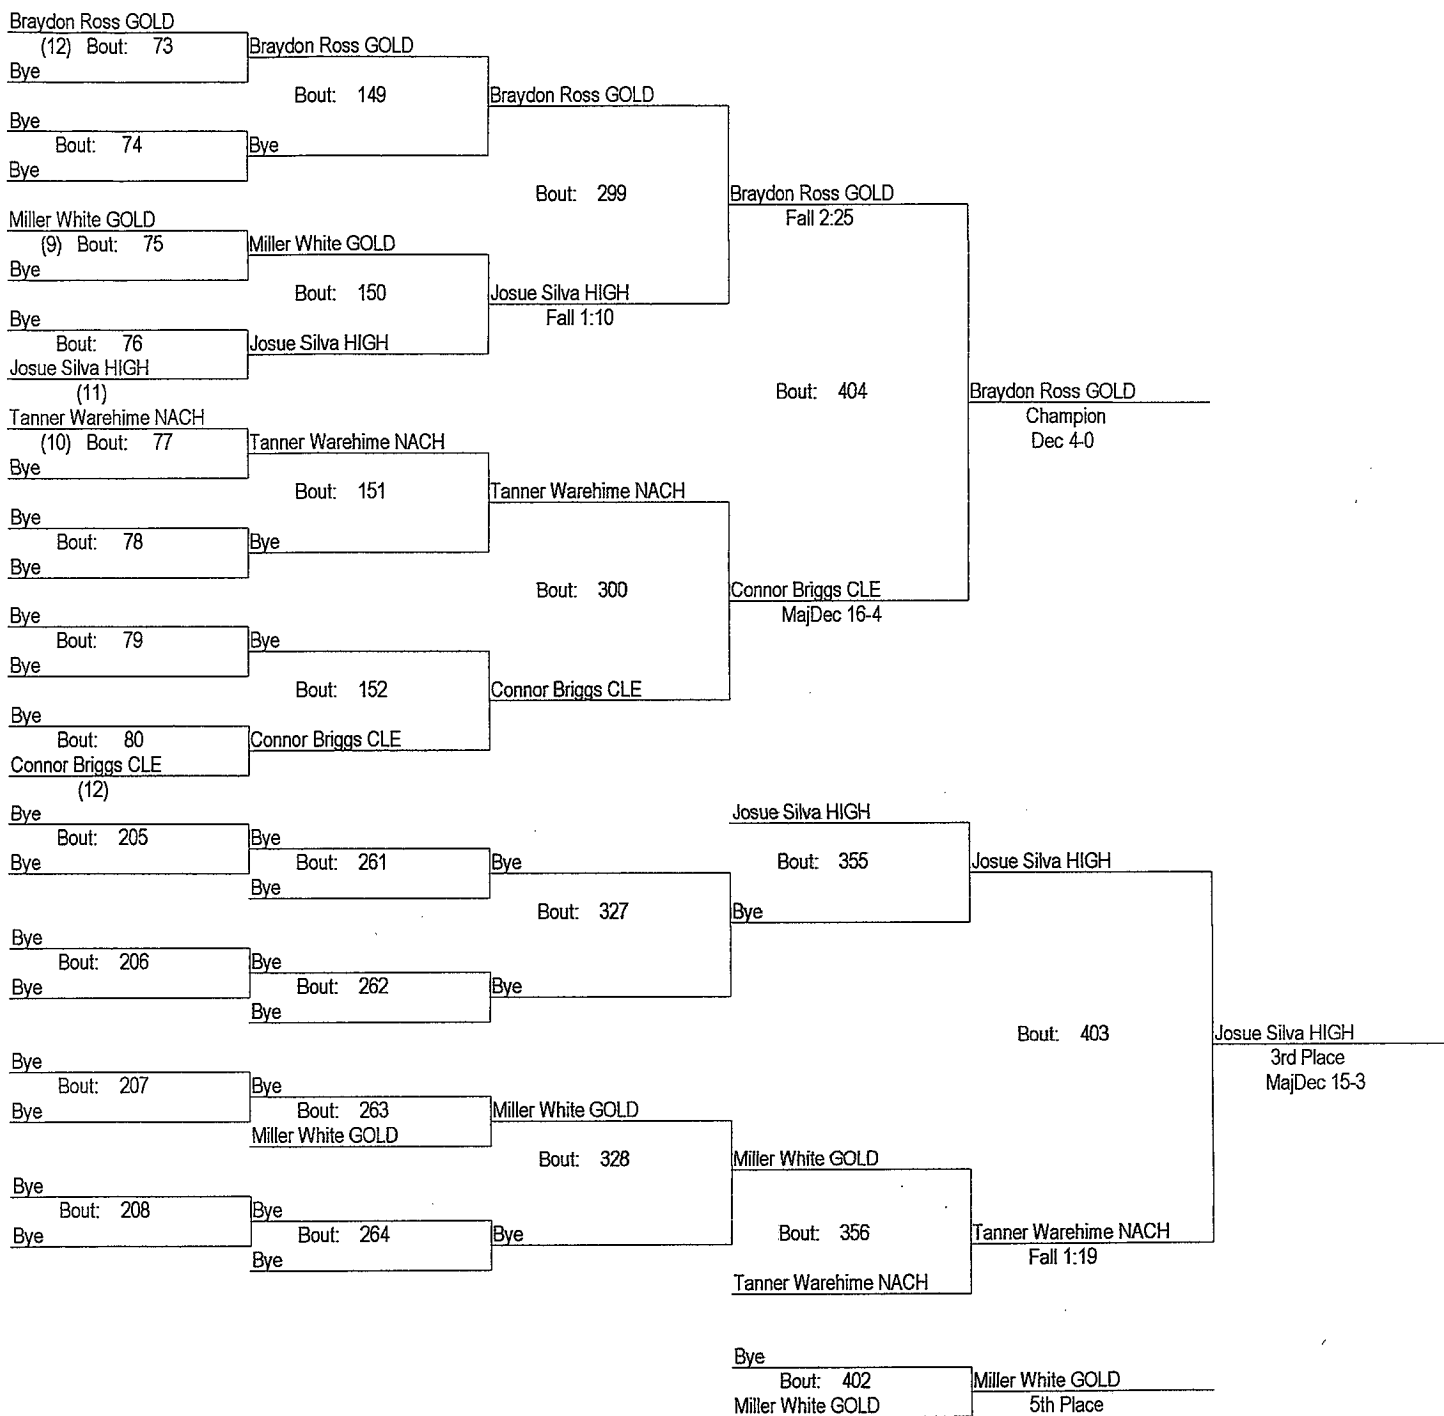 Braydon Ross GOLD
(12) Bout: 73
Bye
Braydon Ross GOLD
Bout: 149
Braydon Ross GOLD
Bye
Bout: 74
Bye
Bye
Bout: 299
Braydon Ross GOLD
Fall 2:25
Miller White GOLD
(9) Bout: 75
Bye
Miller White GOLD
Bout: 150
Josue Silva HIGH
Fall 1:10
Bye
Bout: 76
Josue Silva HIGH
(11)
Josue Silva HIGH
Bout: 404
Braydon Ross GOLD
Champion
Dec 4-0
Tanner Warehime NACH
(10) Bout: 77
Bye
Tanner Warehime NACH
Bout: 151
Tanner Warehime NACH
Bye
Bout: 78
Bye
Bye
Bout: 300
Connor Briggs CLE
MajDec 16-4
Bye
Bout: 79
Bye
Bye
Bout: 152
Connor Briggs CLE
Bye
Bout: 80
Connor Briggs CLE
(12)
Connor Briggs CLE
Bye
Bout: 205
Bye
Bye
Bout: 261
Bye
Bye
Bout: 327
Bye
Josue Silva HIGH
Bout: 355
Josue Silva HIGH
Bye
Bout: 206
Bye
Bye
Bout: 262
Bye
Bye
Bout: 403
Josue Silva HIGH
3rd Place
MajDec 15-3
Bye
Bout: 207
Bye
Bye
Bout: 263
Miller White GOLD
Miller White GOLD
Bout: 328
Miller White GOLD
Bye
Bout: 208
Bye
Bye
Bout: 264
Bye
Bye
Bout: 356
Tanner Warehime NACH
Tanner Warehime NACH
Fall 1:19
Bye
Bout: 402
Miller White GOLD
Miller White GOLD
5th Place